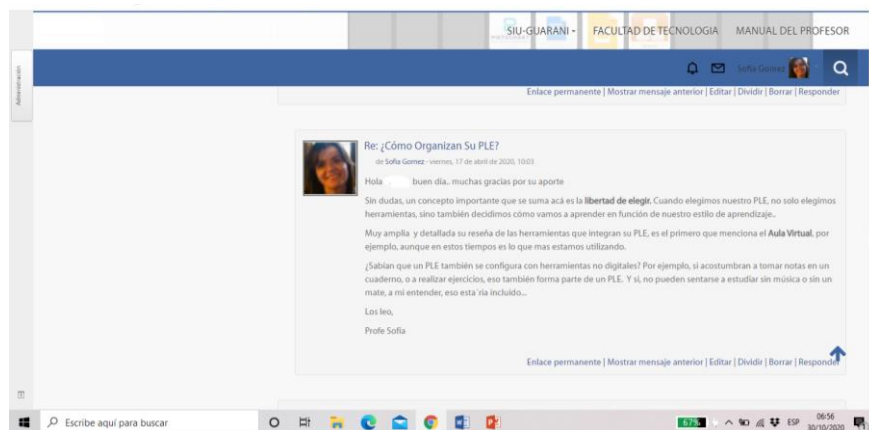 SIU-GUARANI FACULTAD DE TECNOLOGIA MANUAL DEL PROFESOR
Administración
Sofia Gomez
Enlace permanente | Mostrar mensaje anterior | Editar | Dividir | Borrar | Responder
Re: ¿Cómo Organizan Su PLE?
de Sofia Gomez - viernes, 17 de abril de 2020, 10:03
Hola buen día.. muchas gracias por su aporte
Sin dudas, un concepto importante que se suma acá es la libertad de elegir. Cuando elegimos nuestro PLE, no solo elegimos
herramientas, sino también decidimos cómo vamos a aprender en función de nuestro estilo de aprendizaje..
Muy amplia y detallada su reseña de las herramientas que integran su PLE, es el primero que menciona el Aula Virtual, por
ejemplo, aunque en estos tiempos es lo que mas estamos utilizando.
¿Sabían que un PLE también se configura con herramientas no digitales? Por ejemplo, si acostumbran a tomar notas en un
cuaderno, o a realizar ejercicios, eso también forma parte de un PLE. Y si, no pueden sentarse a estudiar sin música o sin un
mate, a mi entender, eso esta´ria incluido...
Los leo,
Profe Sofia
Enlace permanente | Mostrar mensaje anterior | Editar | Dividir | Borrar | Responder
Escribe aquí para buscar
67%
ESP
06:56
30/10/2020